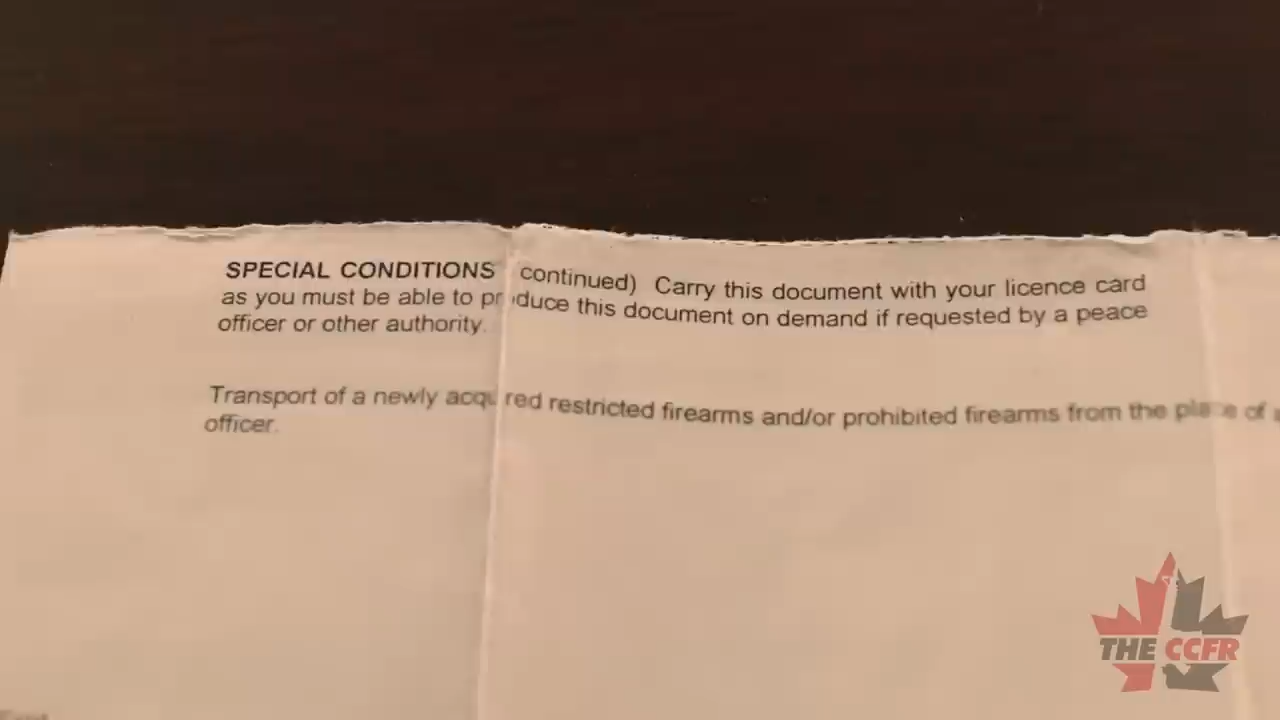 SPECIAL CONDITIONS (continued) Carry this document with your licence card
as you must be able to produce this document on demand if requested by a peace
officer or other authority.
Transport of a newly acquired restricted firearms and/or prohibited firearms from the place of
officer.
THE CCFR